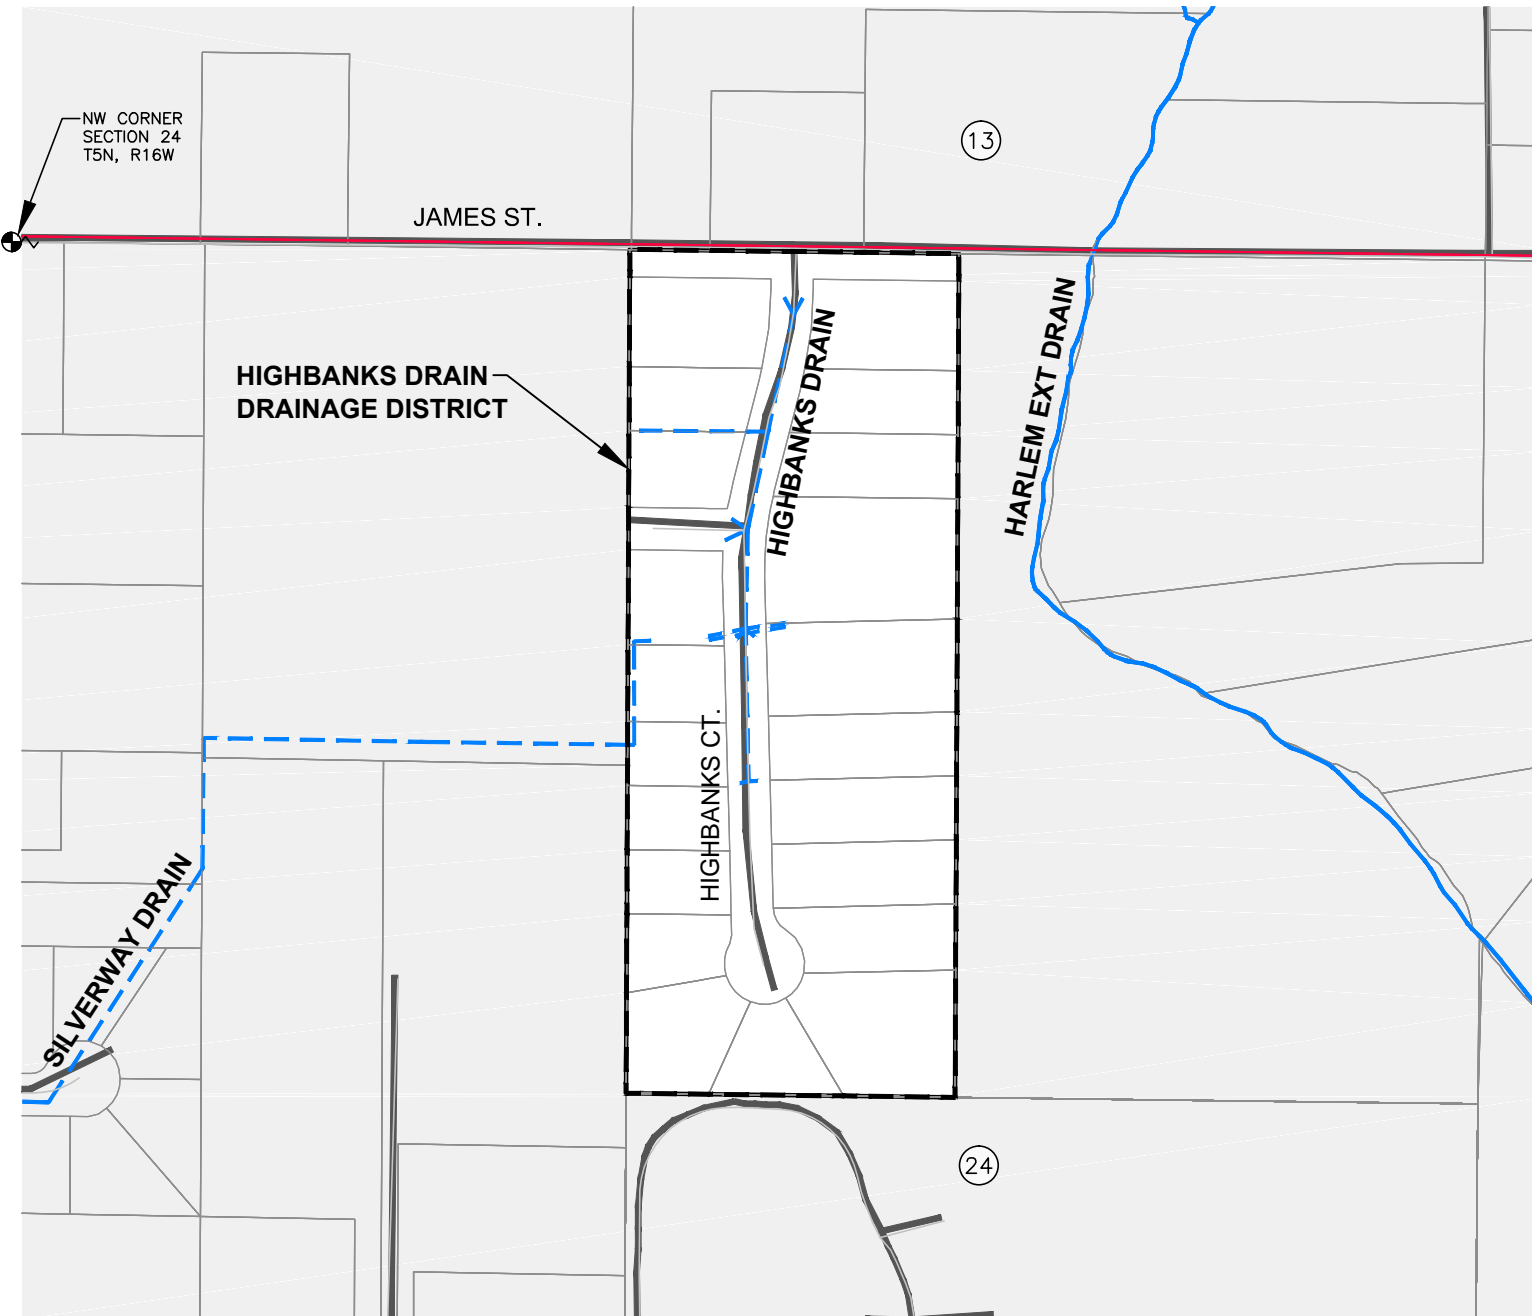 NW CORNER
SECTION 24
T5N, R16W
13
JAMES ST.
HIGHBANKS DRAIN
DRAINAGE DISTRICT
HIGHBANKS DRAIN
HARLEM EXT DRAIN
HIGHBANKS CT.
SILVERWAY DRAIN
24